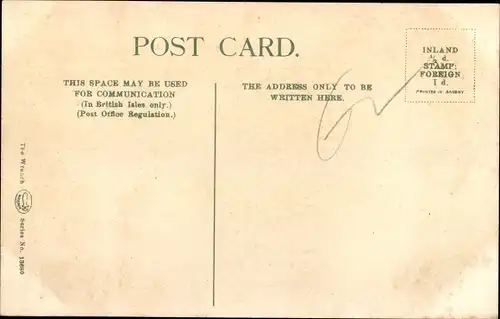 POST CARD.
THIS SPACE MAY BE USED
FOR COMMUNICATION
(In British Isles only.)
(Post Office Regulation.)
THE ADDRESS ONLY TO BE
WRITTEN HERE.
INLAND
½ d.
STAMP:
FOREIGN
1 d.
PRINTED IN SAXONY
The Wrench
Series No.